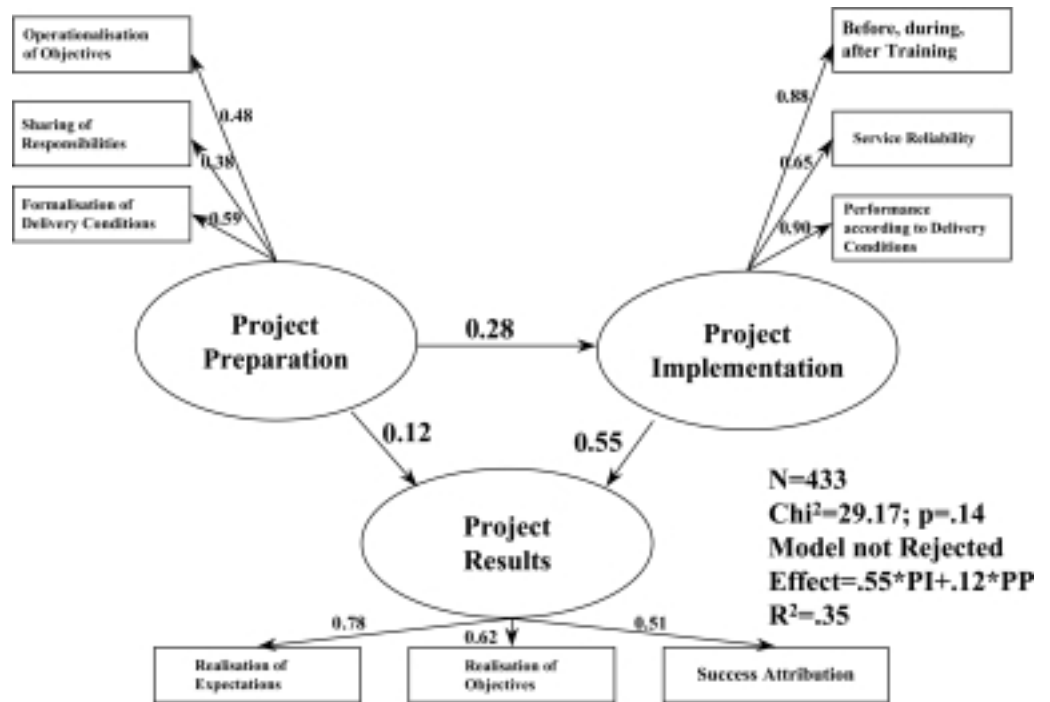 Operationalisation
of Objectives
Before, during,
after Training
0.48
0.88
Sharing of
Responsibilities
Service Reliability
0.38
0.65
Formalisation of
Delivery Conditions
0.59
Performance
according to Delivery
Conditions
0.90
Project
Preparation
0.28
Project
Implementation
0.12
0.55
Project
Results
N=433
Chi²=29.17; p=.14
Model not Rejected
Effect=.55*PI+.12*PP
R²=.35
0.78
0.62
0.51
Realisation of
Expectations
Realisation of
Objectives
Success Attribution